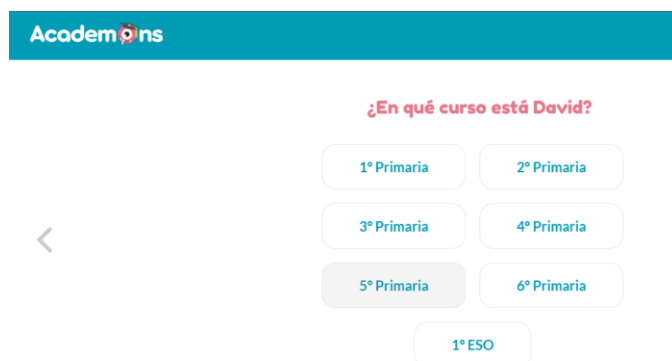 Academons
¿En qué curso está David?
1º Primaria 2º Primaria
3º Primaria 4º Primaria
5º Primaria 6º Primaria
1º ESO